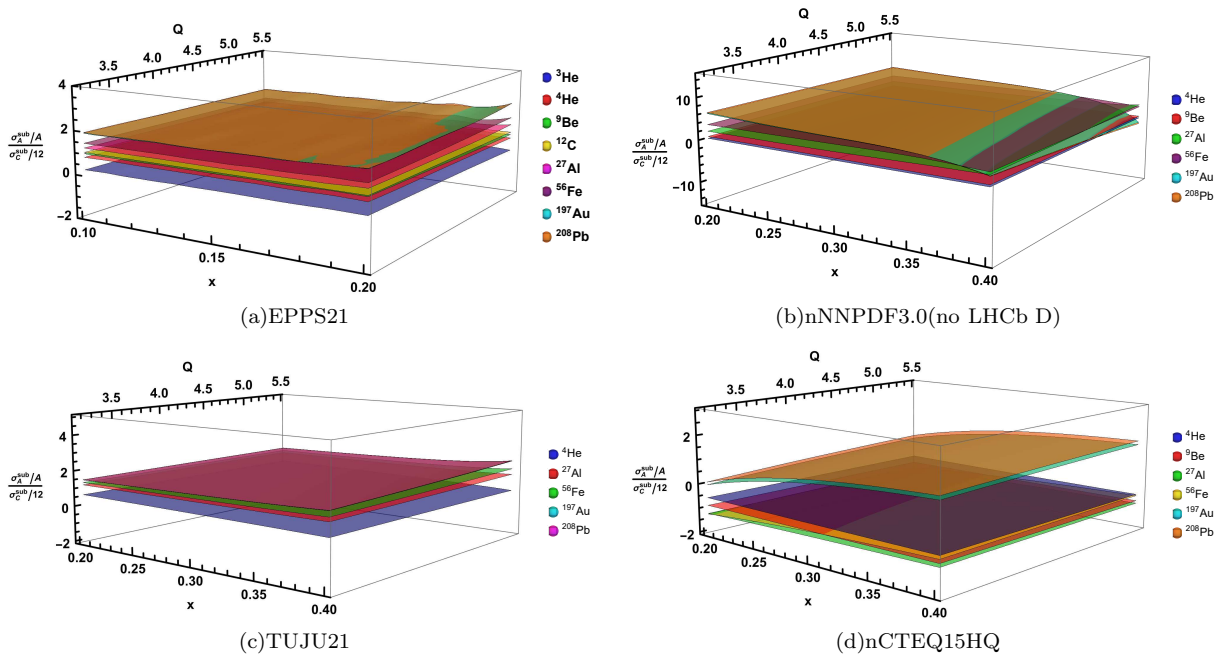 Q
3.5 4.0 4.5 5.0 5.5
4
2
0
−2
σ_A^sub/A
σ_C^sub/12
0.10 0.15 0.20
x
³He
⁴He
⁹Be
¹²C
²⁷Al
⁵⁶Fe
¹⁹⁷Au
²⁰⁸Pb
(a)EPPS21
Q
3.5 4.0 4.5 5.0 5.5
10
0
−10
σ_A^sub/A
σ_C^sub/12
0.20 0.25 0.30 0.35 0.40
x
⁴He
⁹Be
²⁷Al
⁵⁶Fe
¹⁹⁷Au
²⁰⁸Pb
(b)nNNPDF3.0(no LHCb D)
Q
3.5 4.0 4.5 5.0 5.5
4
2
0
−2
σ_A^sub/A
σ_C^sub/12
0.20 0.25 0.30 0.35 0.40
x
⁴He
²⁷Al
⁵⁶Fe
¹⁹⁷Au
²⁰⁸Pb
(c)TUJU21
Q
3.5 4.0 4.5 5.0 5.5
2
0
−2
σ_A^sub/A
σ_C^sub/12
0.20 0.25 0.30 0.35 0.40
x
⁴He
⁹Be
²⁷Al
⁵⁶Fe
¹⁹⁷Au
²⁰⁸Pb
(d)nCTEQ15HQ